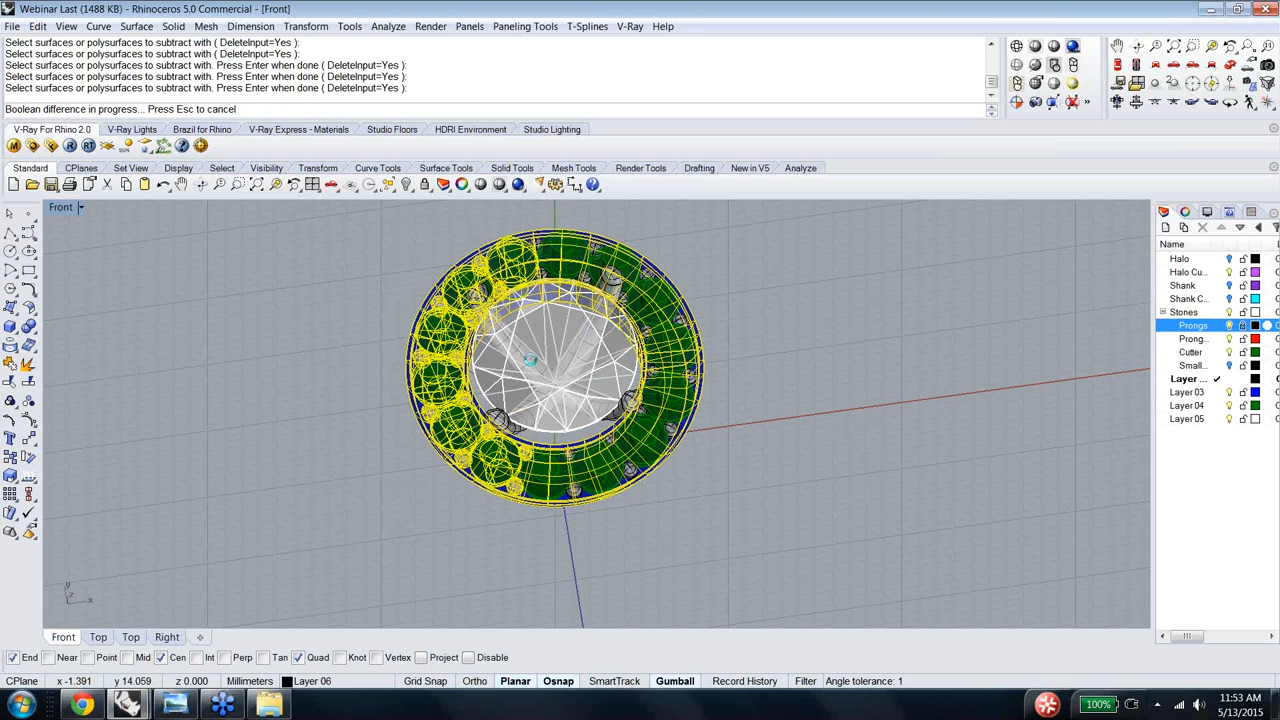 Webinar Last (1488 KB) - Rhinoceros 5.0 Commercial - [Front]
File Edit View Curve Surface Solid Mesh Dimension Transform Tools Analyze Render Panels Paneling Tools T-Splines V-Ray Help
Select surfaces or polysurfaces to subtract with ( DeleteInput=Yes ):
Select surfaces or polysurfaces to subtract with ( DeleteInput=Yes ):
Select surfaces or polysurfaces to subtract with. Press Enter when done ( DeleteInput=Yes ):
Select surfaces or polysurfaces to subtract with. Press Enter when done ( DeleteInput=Yes ):
Select surfaces or polysurfaces to subtract with. Press Enter when done ( DeleteInput=Yes ):
Boolean difference in progress... Press Esc to cancel
V-Ray For Rhino 2.0 V-Ray Lights Brazil for Rhino V-Ray Express - Materials Studio Floors HDRI Environment Studio Lighting
Standard CPlanes Set View Display Select Visibility Transform Curve Tools Surface Tools Solid Tools Mesh Tools Render Tools Drafting New in V5 Analyze
Front
Name
Halo
Halo Cu...
Shank
Shank C...
Stones
Prongs
Prong...
Cutter
Small...
Layer ...
Layer 03
Layer 04
Layer 05
y
z x
Front Top Top Right
End Near Point Mid Cen Int Perp Tan Quad Knot Vertex Project Disable
CPlane x -1.391 y 14.059 z 0.000 Millimeters Layer 06 Grid Snap Ortho Planar Osnap SmartTrack Gumball Record History Filter Angle tolerance: 1
100%
11:53 AM
5/13/2015